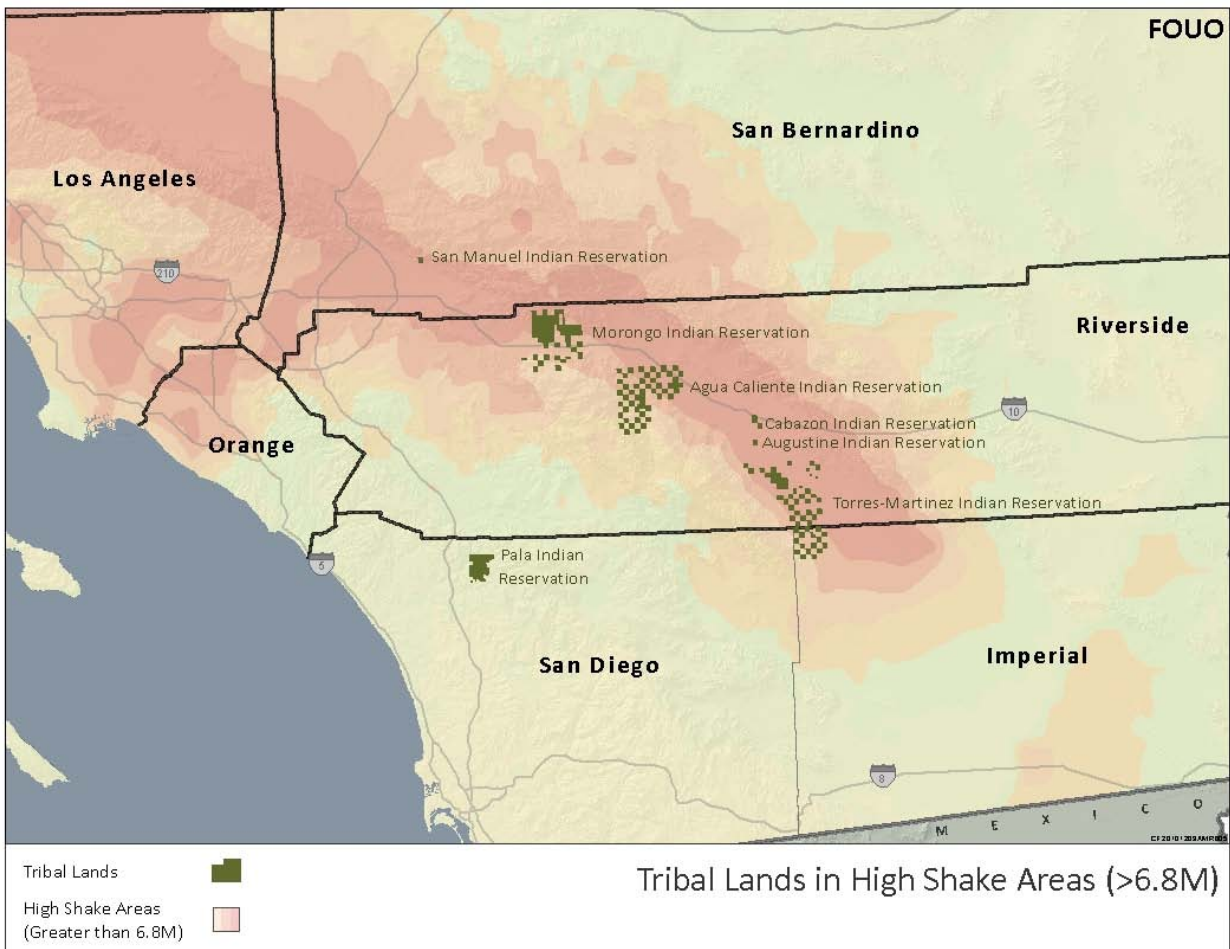 FOUO
San Bernardino
Los Angeles
San Manuel Indian Reservation
210
Riverside
Morongo Indian Reservation
Agua Caliente Indian Reservation
10
Cabazon Indian Reservation
Augustine Indian Reservation
Orange
Torres-Martinez Indian Reservation
Pala Indian
Reservation
5
San Diego
Imperial
8
MEXICO
Tribal Lands
High Shake Areas
(Greater than 6.8M)
Tribal Lands in High Shake Areas (>6.8M)